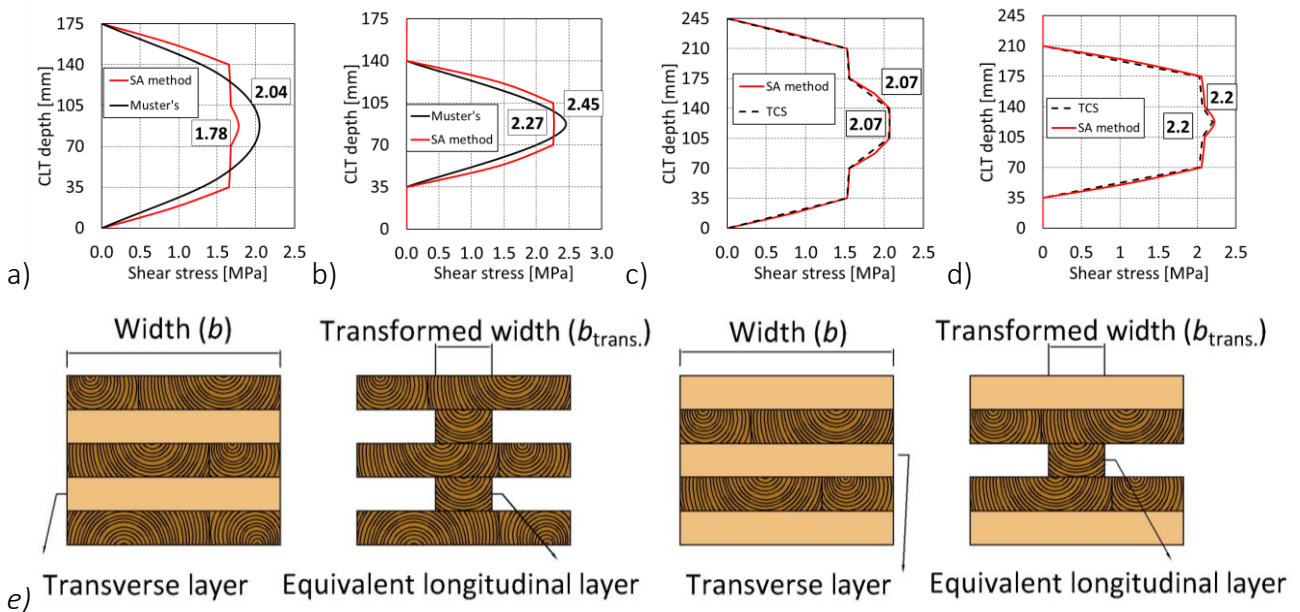 CLT depth [mm]
175
140
105
70
35
0
SA method
Muster's
2.04
1.78
0.0 0.5 1.0 1.5 2.0 2.5
Shear stress [MPa]
a)
CLT depth [mm]
175
140
105
70
35
0
Muster's
SA method
2.45
2.27
0.0 0.5 1.0 1.5 2.0 2.5 3.0
Shear stress [MPa]
b)
CLT depth [mm]
245
210
175
140
105
70
35
0
SA method
TCS
2.07
2.07
0.0 0.5 1.0 1.5 2.0 2.5
Shear stress [MPa]
c)
CLT depth [mm]
245
210
175
140
105
70
35
0
TCS
SA method
2.2
2.2
0.0 0.5 1.0 1.5 2.0 2.5
Shear stress [MPa]
d)
Width (b)
Transformed width (btrans.)
Width (b)
Transformed width (btrans.)
Transverse layer
Equivalent longitudinal layer
Transverse layer
Equivalent longitudinal layer
e)